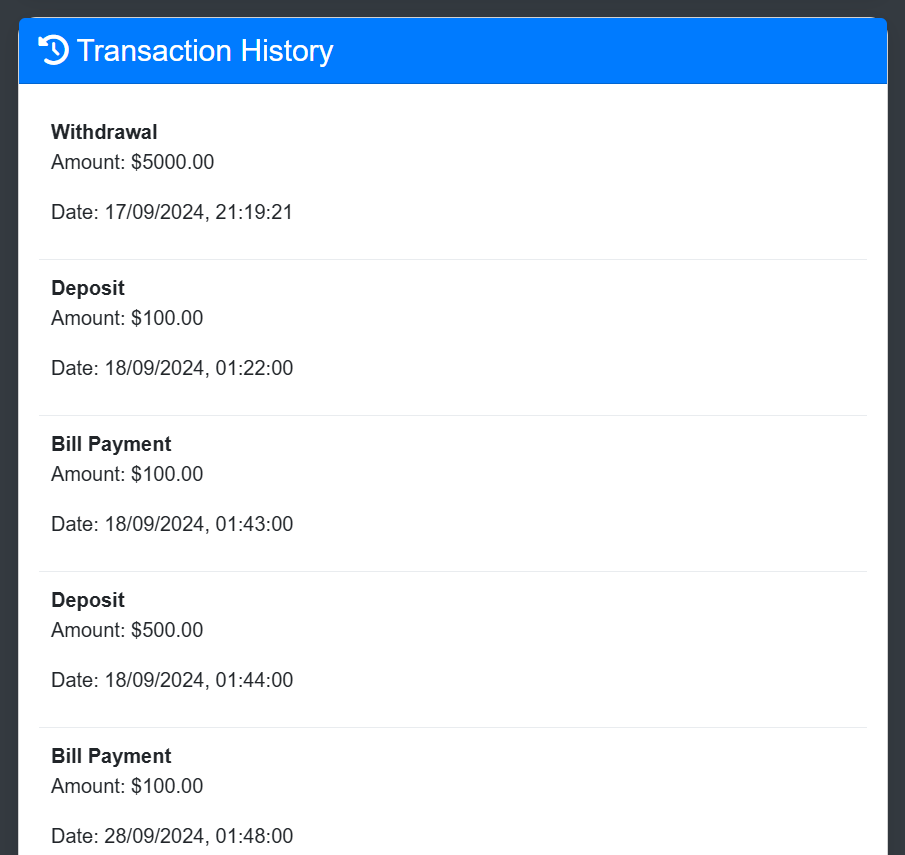 Transaction History
Withdrawal
Amount: $5000.00
Date: 17/09/2024, 21:19:21
Deposit
Amount: $100.00
Date: 18/09/2024, 01:22:00
Bill Payment
Amount: $100.00
Date: 18/09/2024, 01:43:00
Deposit
Amount: $500.00
Date: 18/09/2024, 01:44:00
Bill Payment
Amount: $100.00
Date: 28/09/2024, 01:48:00